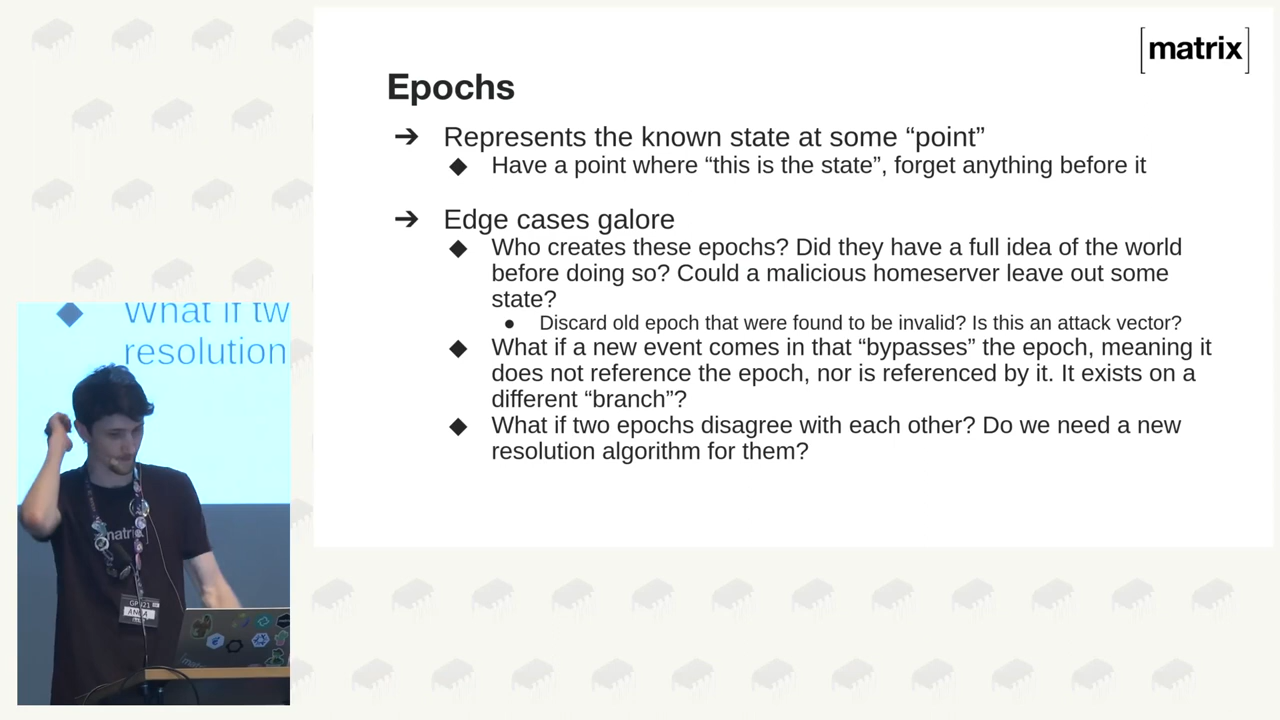 [matrix]
Epochs
➔ Represents the known state at some “point”
◆ Have a point where “this is the state”, forget anything before it
➔ Edge cases galore
◆ Who creates these epochs? Did they have a full idea of the world
before doing so? Could a malicious homeserver leave out some
state?
● Discard old epoch that were found to be invalid? Is this an attack vector?
◆ What if a new event comes in that “bypasses” the epoch, meaning it
does not reference the epoch, nor is referenced by it. It exists on a
different “branch”?
◆ What if two epochs disagree with each other? Do we need a new
resolution algorithm for them?
◆ What if tw
resolution
matrix]